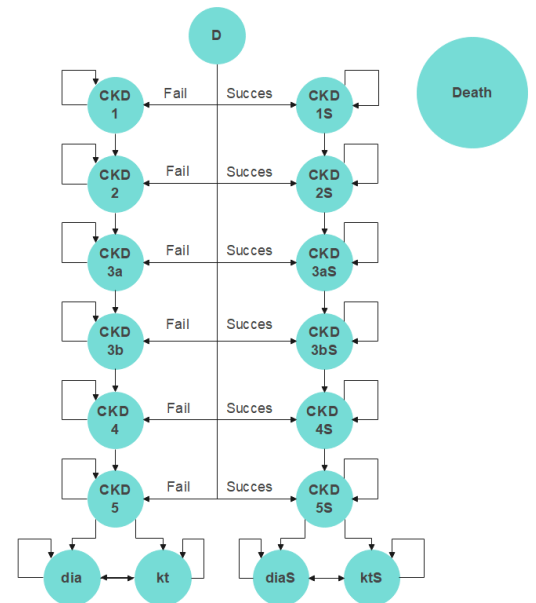 D
Death
CKD
1
Fail
Succes
CKD
1S
CKD
2
Fail
Succes
CKD
2S
CKD
3a
Fail
Succes
CKD
3aS
CKD
3b
Fail
Succes
CKD
3bS
CKD
4
Fail
Succes
CKD
4S
CKD
5
Fail
Succes
CKD
5S
dia
kt
diaS
ktS